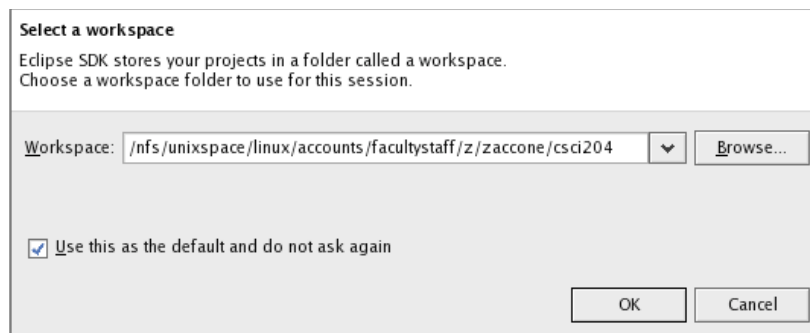 Select a workspace
Eclipse SDK stores your projects in a folder called a workspace.
Choose a workspace folder to use for this session.
Workspace: /nfs/unixspace/linux/accounts/facultystaff/z/zaccone/csci204 Browse...
Use this as the default and do not ask again
OK Cancel